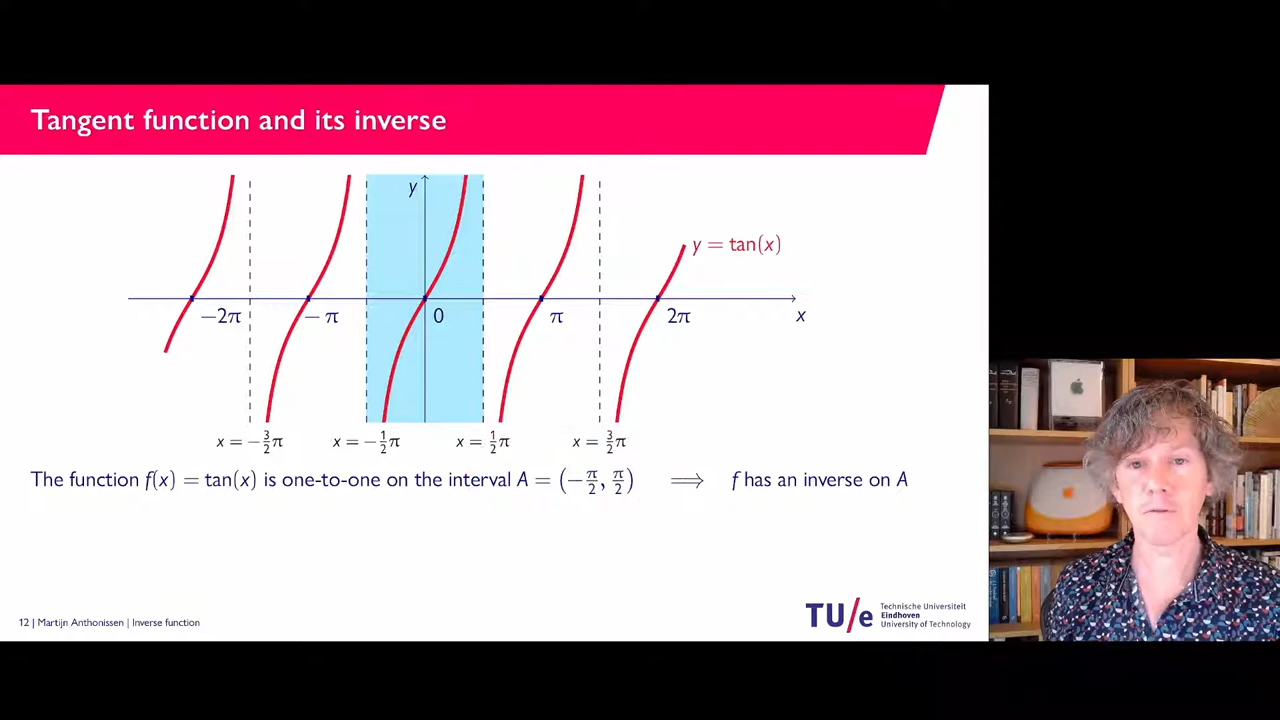 Tangent function and its inverse
y
y = tan(x)
−2π
− π
0
π
2π
x
x = −3/2π
x = −1/2π
x = 1/2π
x = 3/2π
The function f(x) = tan(x) is one-to-one on the interval A = (−π/2, π/2) ⟹ f has an inverse on A
12 | Martijn Anthonissen | Inverse function
TU/e
Technische Universiteit
Eindhoven
University of Technology